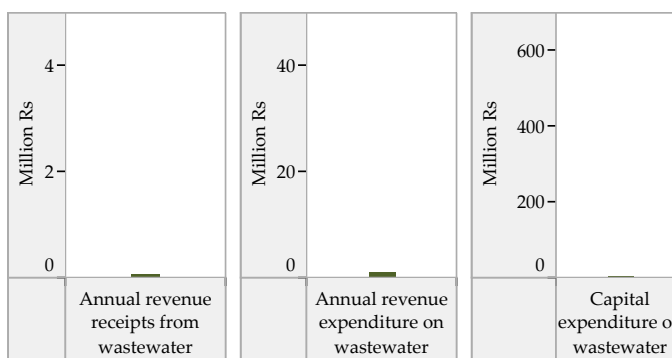 Million Rs
4
2
0
Annual revenue
receipts from
wastewater
Million Rs
40
20
0
Annual revenue
expenditure on
wastewater
Million Rs
600
400
200
0
Capital
expenditure o
wastewater